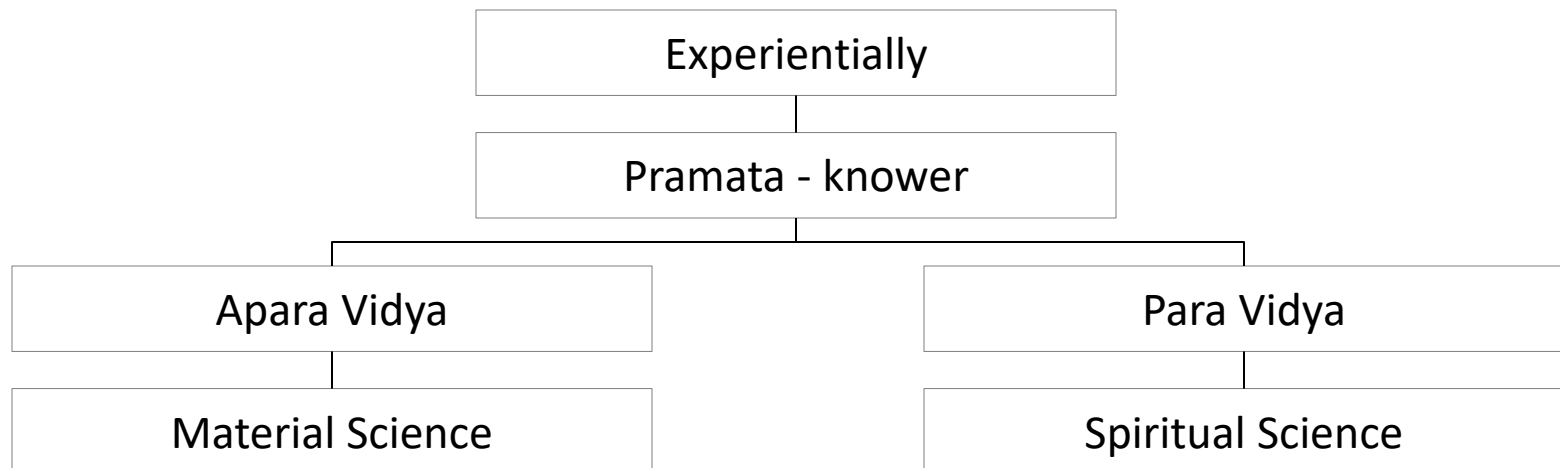 Experientially
Pramata - knower
Apara Vidya
Para Vidya
Material Science
Spiritual Science